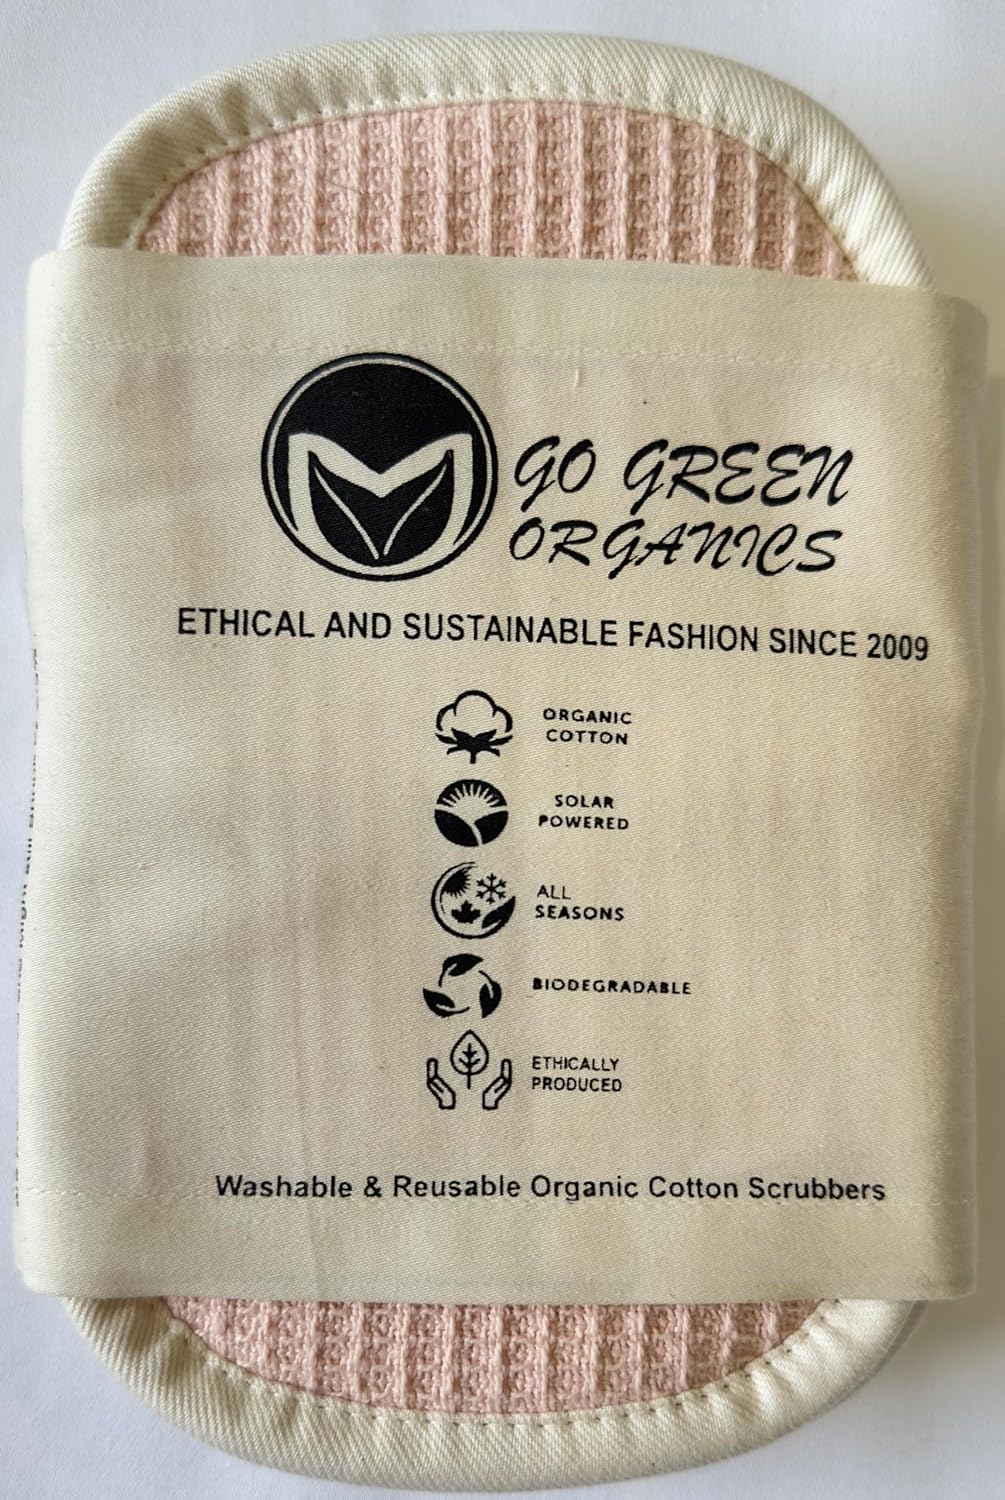 GO GREEN
ORGANICS
ETHICAL AND SUSTAINABLE FASHION SINCE 2009
ORGANIC
COTTON
SOLAR
POWERED
ALL
SEASONS
BIODEGRADABLE
ETHICALLY
PRODUCED
Washable & Reusable Organic Cotton Scrubbers